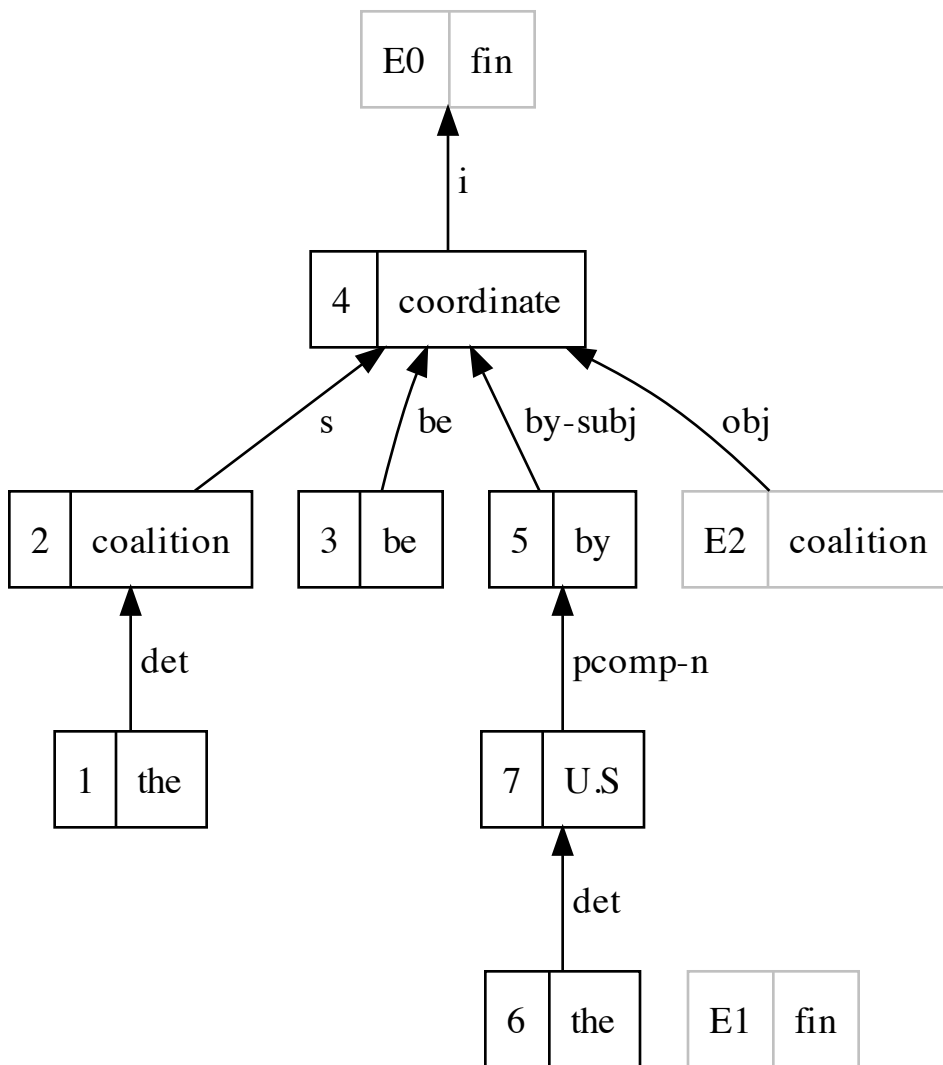 E0 fin
i
4 coordinate
s be by-subj obj
2 coalition 3 be 5 by E2 coalition
det pcomp-n
1 the 7 U.S
det
6 the E1 fin